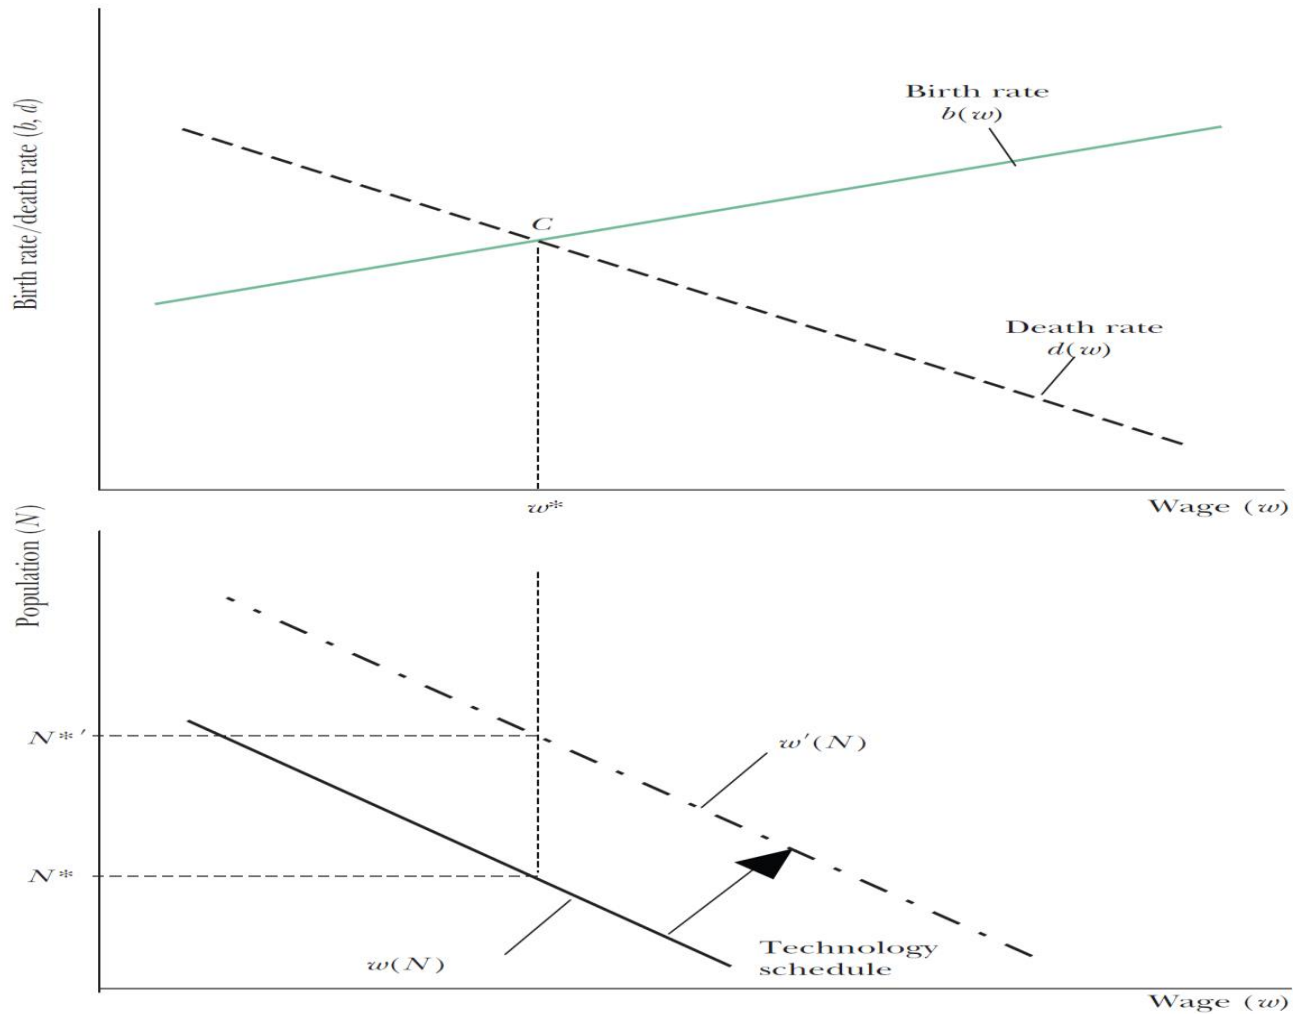 Birth rate/death rate (b, d)
Birth rate
b(w)
C
Death rate
d(w)
w*
Wage (w)
Population (N)
N*′
w′(N)
N*
w(N)
Technology
schedule
Wage (w)